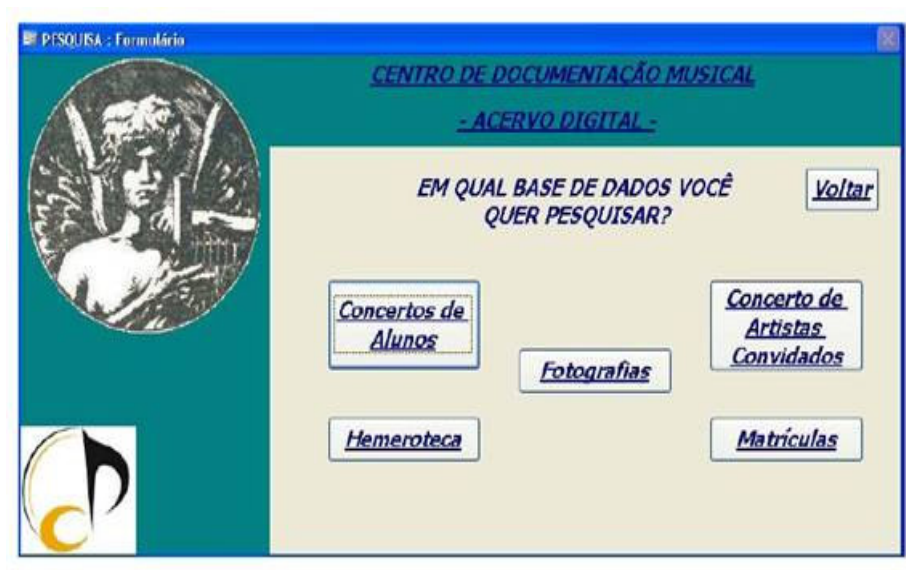 PESQUISA : Formulário
CENTRO DE DOCUMENTAÇÃO MUSICAL
- ACERVO DIGITAL -
EM QUAL BASE DE DADOS VOCÊ
QUER PESQUISAR?
Voltar
Concertos de
Alunos
Concerto de
Artistas
Convidados
Fotografias
Hemeroteca
Matrículas